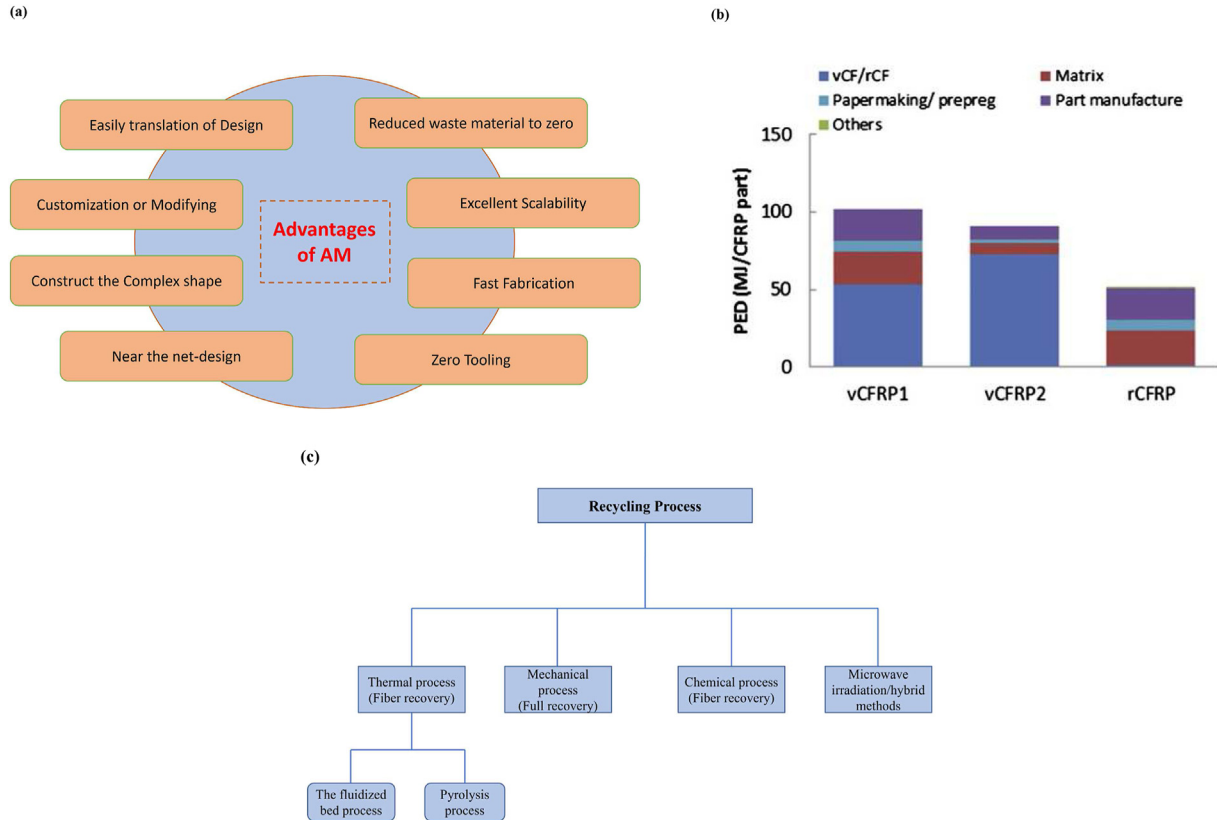 (a)
Easily translation of Design
Reduced waste material to zero
Customization or Modifying
Excellent Scalability
Advantages
of AM
Construct the Complex shape
Fast Fabrication
Near the net-design
Zero Tooling
(b)
vCF/rCF
Matrix
Papermaking/ prepreg
Part manufacture
Others
PED (MJ/CFRP part)
150
100
50
0
vCFRP1
vCFRP2
rCFRP
(c)
Recycling Process
Thermal process
(Fiber recovery)
Mechanical
process
(Full recovery)
Chemical process
(Fiber recovery)
Microwave
irradiation/hybrid
methods
The fluidized
bed process
Pyrolysis
process